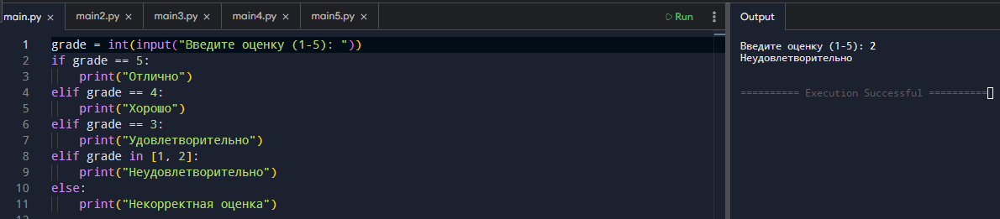 main.py × main2.py × main3.py × main4.py × main5.py × Run Output
1 grade = int(input("Введите оценку (1-5): "))
2 if grade == 5:
3 print("Отлично")
4 elif grade == 4:
5 print("Хорошо")
6 elif grade == 3:
7 print("Удовлетворительно")
8 elif grade in [1, 2]:
9 print("Неудовлетворительно")
10 else:
11 print("Некорректная оценка")
12
Введите оценку (1-5): 2
Неудовлетворительно
========== Execution Successful ==========